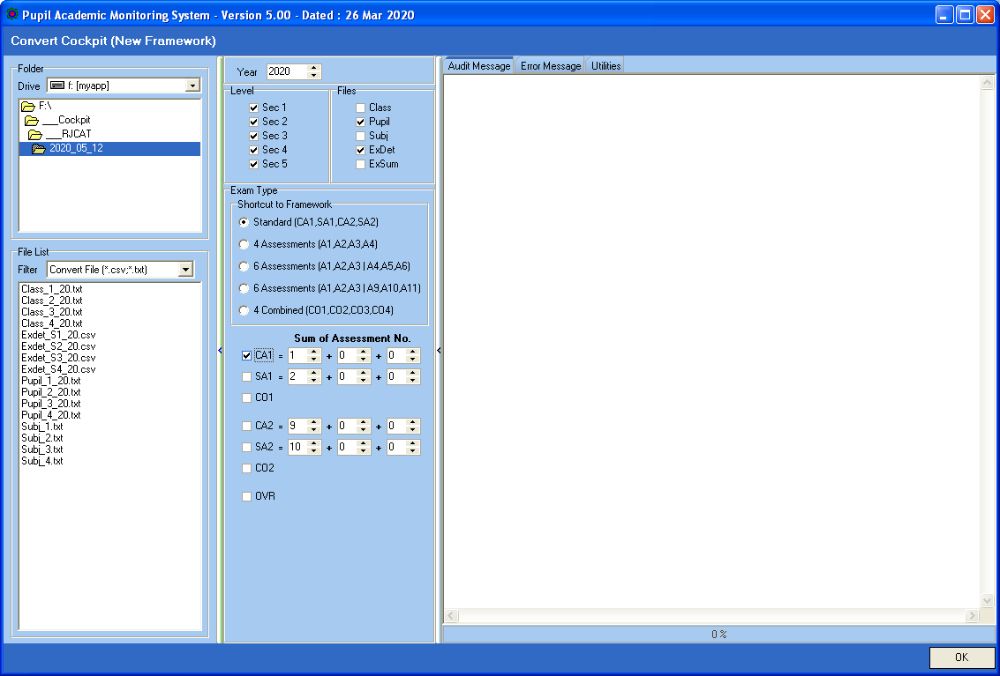 Pupil Academic Monitoring System - Version 5.00 - Dated : 26 Mar 2020
Convert Cockpit (New Framework)
Folder
Drive f: [myapp]
F:\
___Cockpit
___RJCAT
2020_05_12
File List
Filter Convert File (*.csv;*.txt)
Class_1_20.txt
Class_2_20.txt
Class_3_20.txt
Class_4_20.txt
Exdet_S1_20.csv
Exdet_S2_20.csv
Exdet_S3_20.csv
Exdet_S4_20.csv
Pupil_1_20.txt
Pupil_2_20.txt
Pupil_3_20.txt
Pupil_4_20.txt
Subj_1.txt
Subj_2.txt
Subj_3.txt
Subj_4.txt
Year 2020
Level
Sec 1
Sec 2
Sec 3
Sec 4
Sec 5
Files
Class
Pupil
Subj
ExDet
ExSum
Exam Type
Shortcut to Framework
Standard (CA1,SA1,CA2,SA2)
4 Assessments (A1,A2,A3,A4)
6 Assessments (A1,A2,A3 | A4,A5,A6)
6 Assessments (A1,A2,A3 | A9,A10,A11)
4 Combined (CO1,CO2,CO3,CO4)
Sum of Assessment No.
CA1 = 1 + 0 + 0
SA1 = 2 + 0 + 0
CO1
CA2 = 9 + 0 + 0
SA2 = 10 + 0 + 0
CO2
OVR
Audit Message Error Message Utilities
0 %
OK